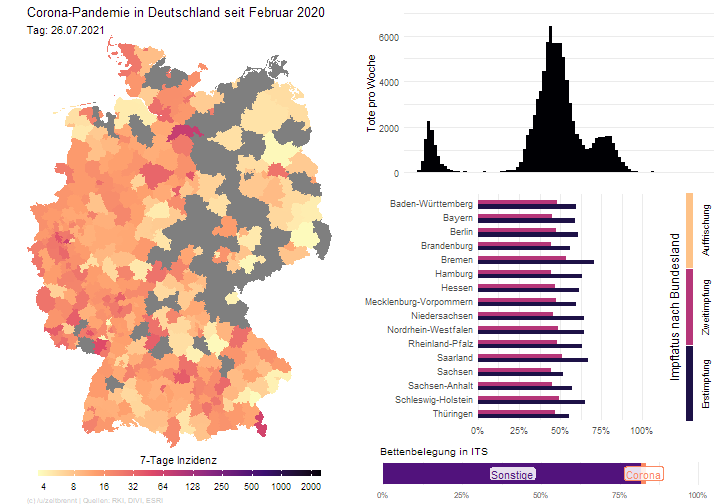 Corona-Pandemie in Deutschland seit Februar 2020
Tag: 26.07.2021
7-Tage Inzidenz
4 8 16 32 64 125 250 500 1000 2000
Tote pro Woche
6000
4000
2000
0
Baden-Württemberg
Bayern
Berlin
Brandenburg
Bremen
Hamburg
Hessen
Mecklenburg-Vorpommern
Niedersachsen
Nordrhein-Westfalen
Rheinland-Pfalz
Saarland
Sachsen
Sachsen-Anhalt
Schleswig-Holstein
Thüringen
0% 25% 50% 75% 100%
Impfstatus nach Bundesland
Auffrischung
Zweitimpfung
Erstimpfung
Bettenbelegung in ITS
Sonstige
Corona
0% 25% 50% 75% 100%
(c) /u/zeitbrennt | Quellen: RKI, DIVI, ESRI